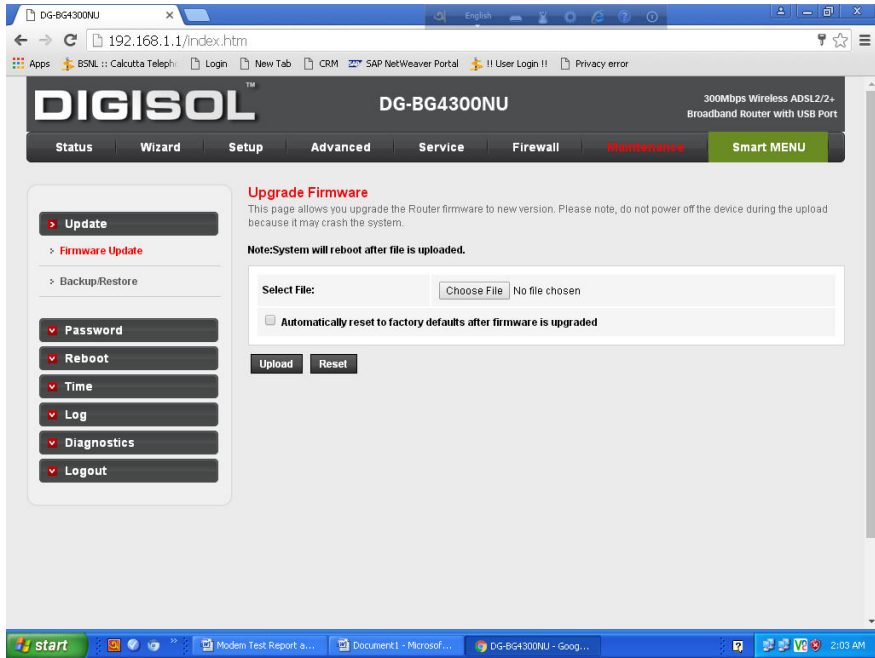 DG-BG4300NU
English
192.168.1.1/index.htm
Apps BSNL :: Calcutta Teleph Login New Tab CRM SAP NetWeaver Portal !! User Login !! Privacy error
DIGISOL TM
DG-BG4300NU
300Mbps Wireless ADSL2/2+
Broadband Router with USB Port
Status Wizard Setup Advanced Service Firewall Maintenance Smart MENU
Update
Firmware Update
Backup/Restore
Password
Reboot
Time
Log
Diagnostics
Logout
Upgrade Firmware
This page allows you upgrade the Router firmware to new version. Please note, do not power off the device during the upload
because it may crash the system.
Note:System will reboot after file is uploaded.
Select File: Choose File No file chosen
Automatically reset to factory defaults after firmware is upgraded
Upload Reset
start Modem Test Report a... Document1 - Microsof... DG-BG4300NU - Goog... 2:03 AM